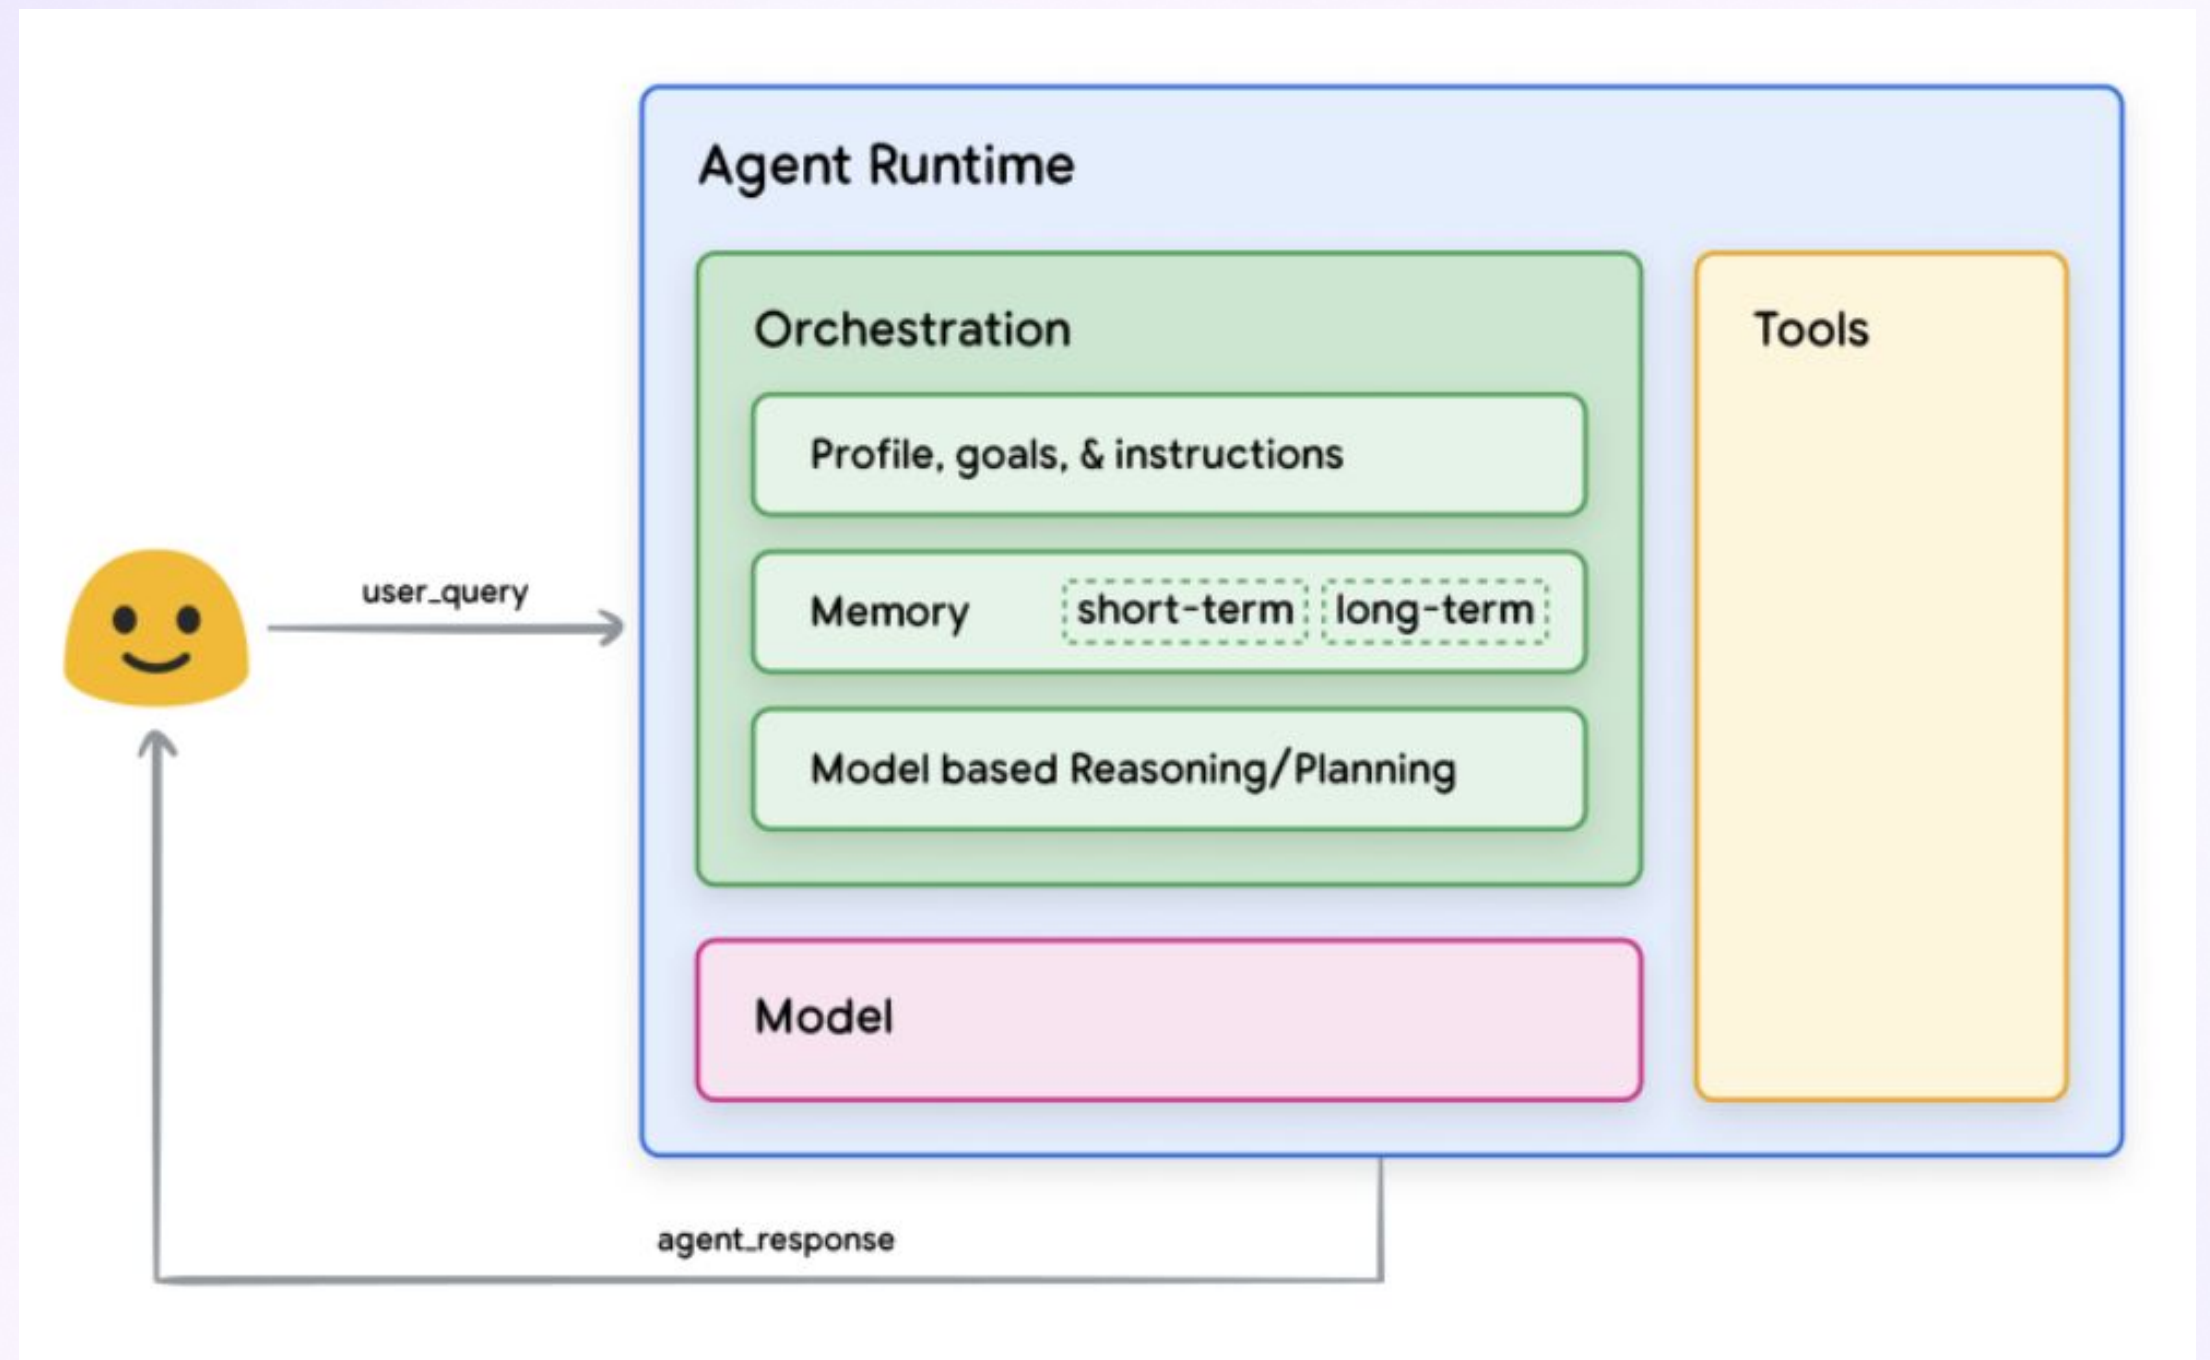 Agent Runtime
Orchestration
Tools
Profile, goals, & instructions
user_query
Memory short-term long-term
Model based Reasoning/Planning
Model
agent_response